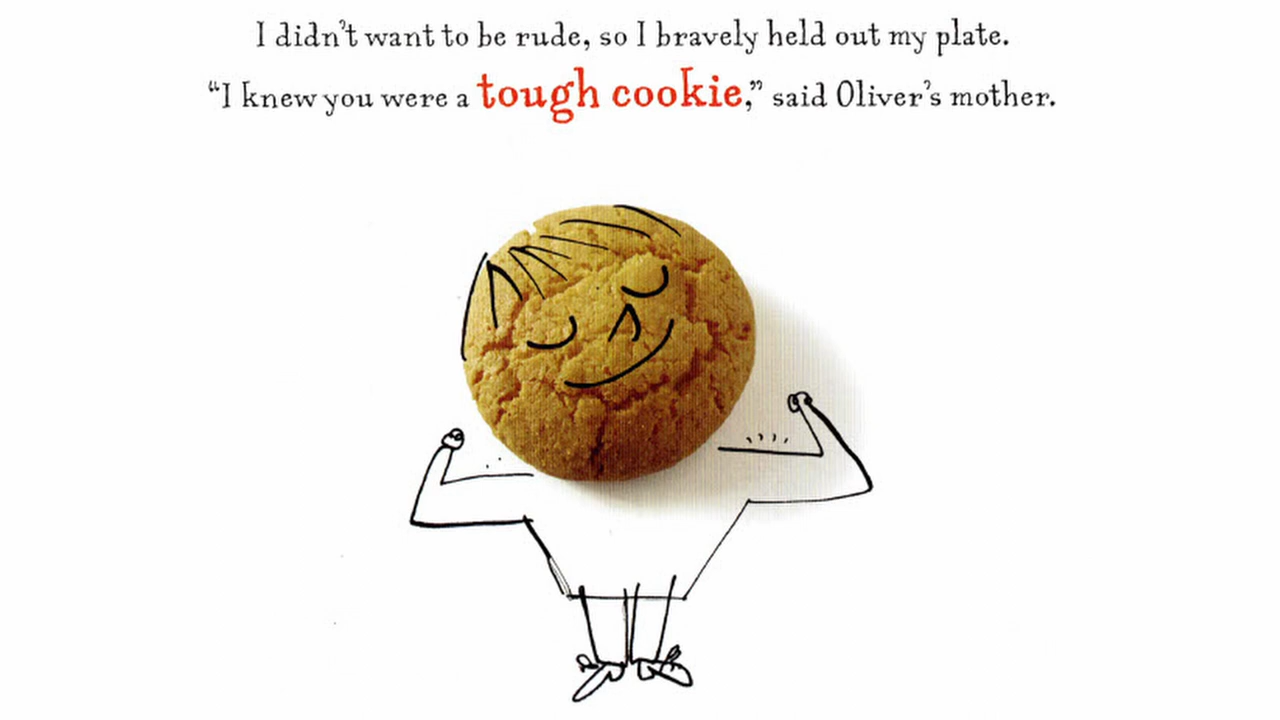 I didn't want to be rude, so I bravely held out my plate.
“I knew you were a tough cookie,” said Oliver's mother.